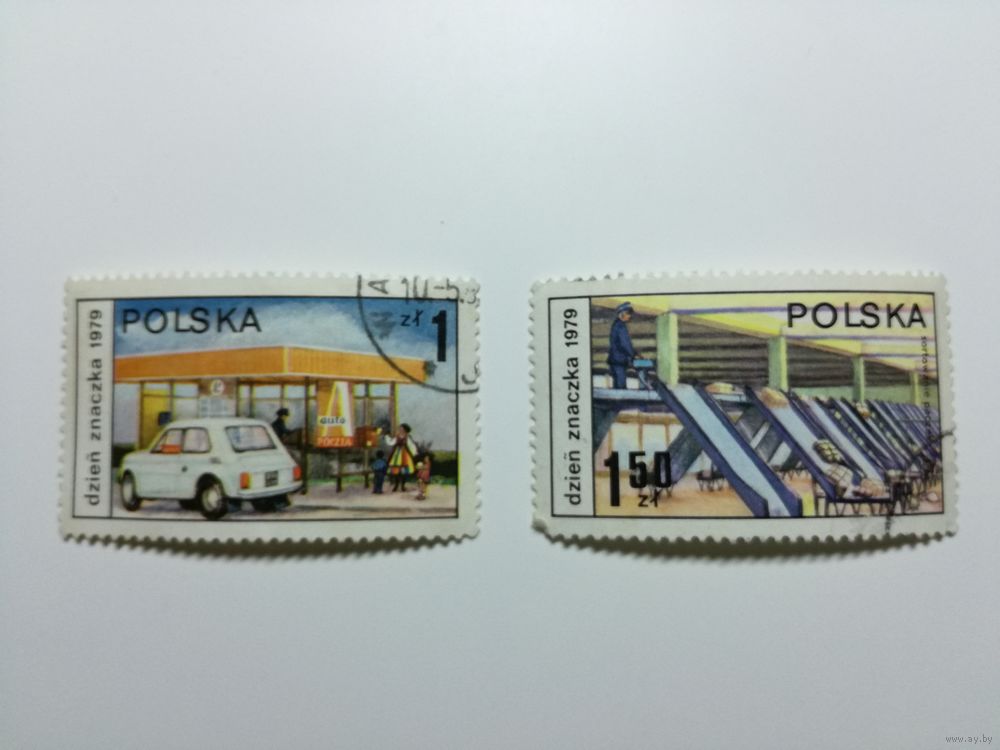 POLSKA
zł 1
dzień znaczka 1979
auto
POCZTA
POLSKA
1 50
zł
dzień znaczka 1979
www.ay.by